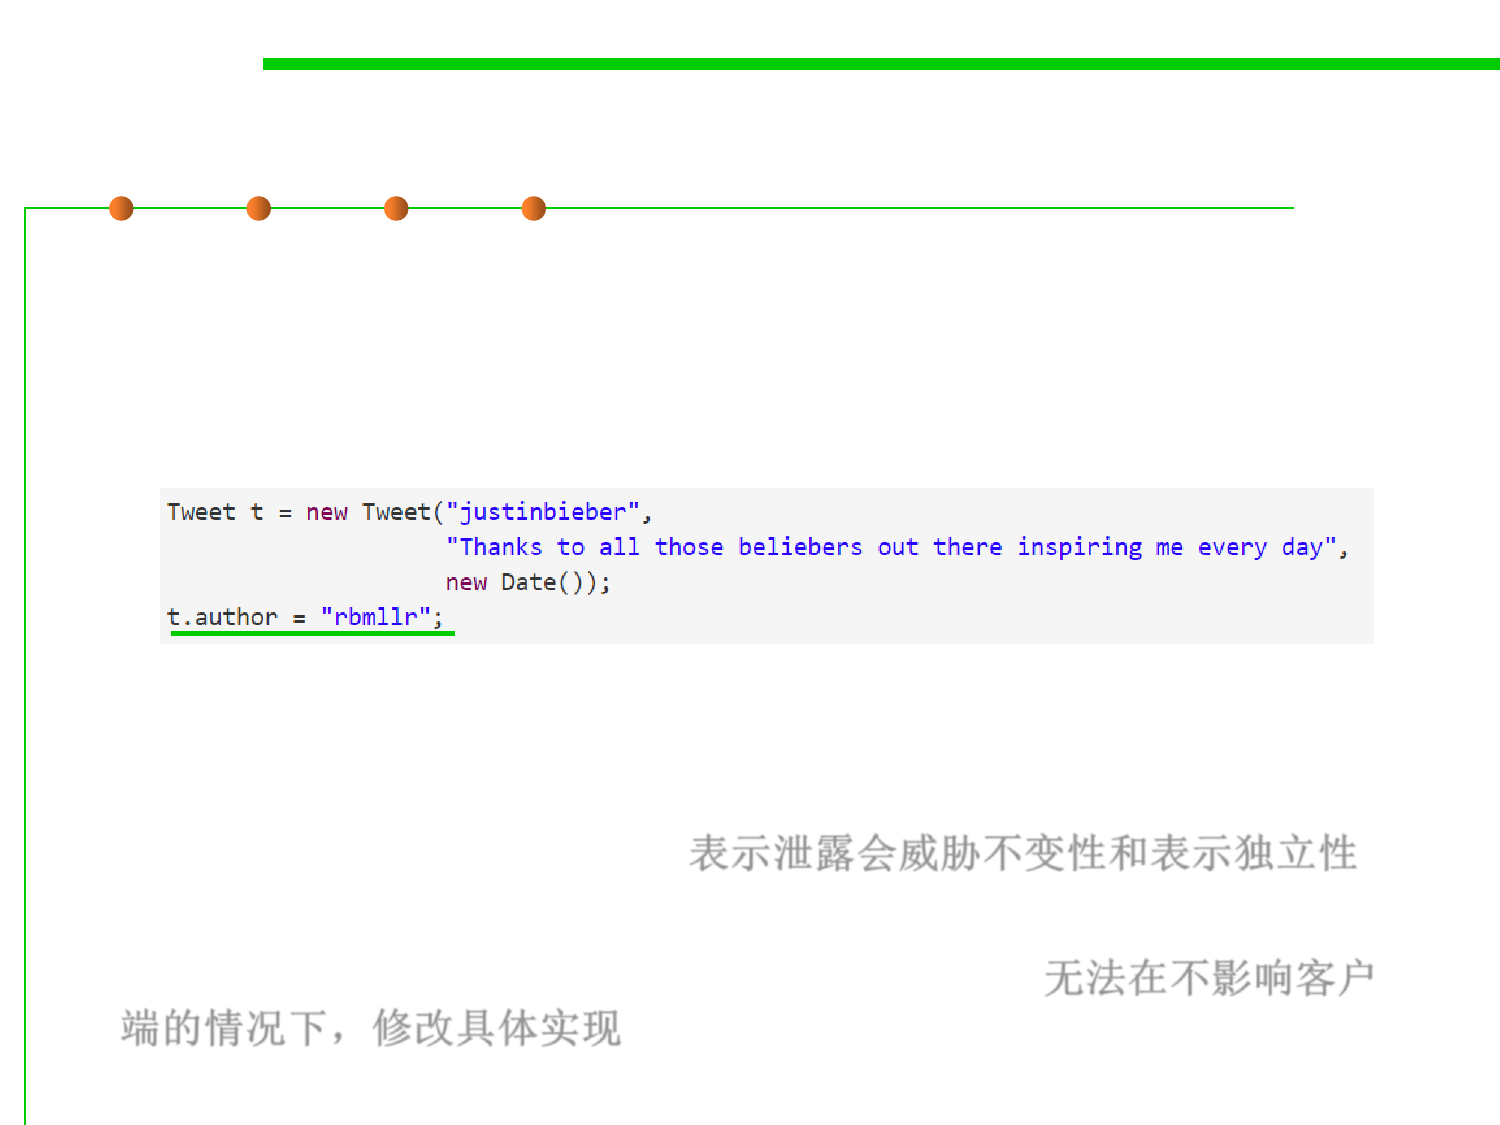 Tweet t = new Tweet("justinbieber",
"Thanks to all those beliebers out there inspiring me every day",
new Date());
t.author = "rbmllr";
表示泄露会威胁不变性和表示独立性
无法在不影响客户
端的情况下，修改具体实现